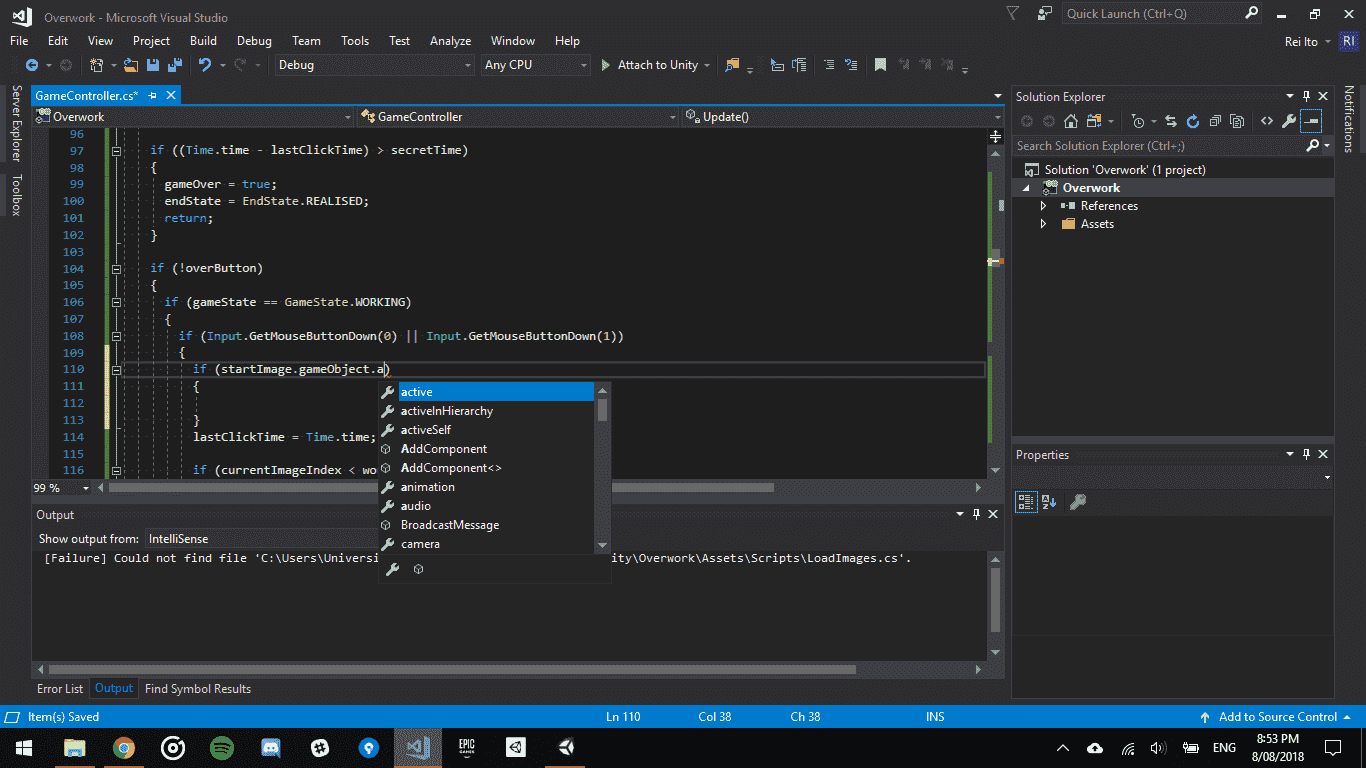 Overwork - Microsoft Visual Studio
Quick Launch (Ctrl+Q)
File Edit View Project Build Debug Team Tools Test Analyze Window Help
Rei Ito RI
Debug Any CPU Attach to Unity
Server Explorer
Toolbox
GameController.cs*
Overwork GameController Update()
96
97 if ((Time.time - lastClickTime) > secretTime)
98 {
99 gameOver = true;
100 endState = EndState.REALISED;
101 return;
102 }
103
104 if (!overButton)
105 {
106 if (gameState == GameState.WORKING)
107 {
108 if (Input.GetMouseButtonDown(0) || Input.GetMouseButtonDown(1))
109 {
110 if (startImage.gameObject.a)
111 {
112
113 }
114 lastClickTime = Time.time;
115
116 if (currentImageIndex < wo
active
activeInHierarchy
activeSelf
AddComponent
AddComponent<>
animation
audio
BroadcastMessage
camera
99 %
Output
Show output from: IntelliSense
[Failure] Could not find file 'C:\Users\Universi ity\Overwork\Assets\Scripts\LoadImages.cs'.
Error List Output Find Symbol Results
Solution Explorer
Search Solution Explorer (Ctrl+;)
Solution 'Overwork' (1 project)
Overwork
References
Assets
Properties
Notifications
Item(s) Saved Ln 110 Col 38 Ch 38 INS Add to Source Control
EPIC GAMES
ENG
8:53 PM
8/08/2018